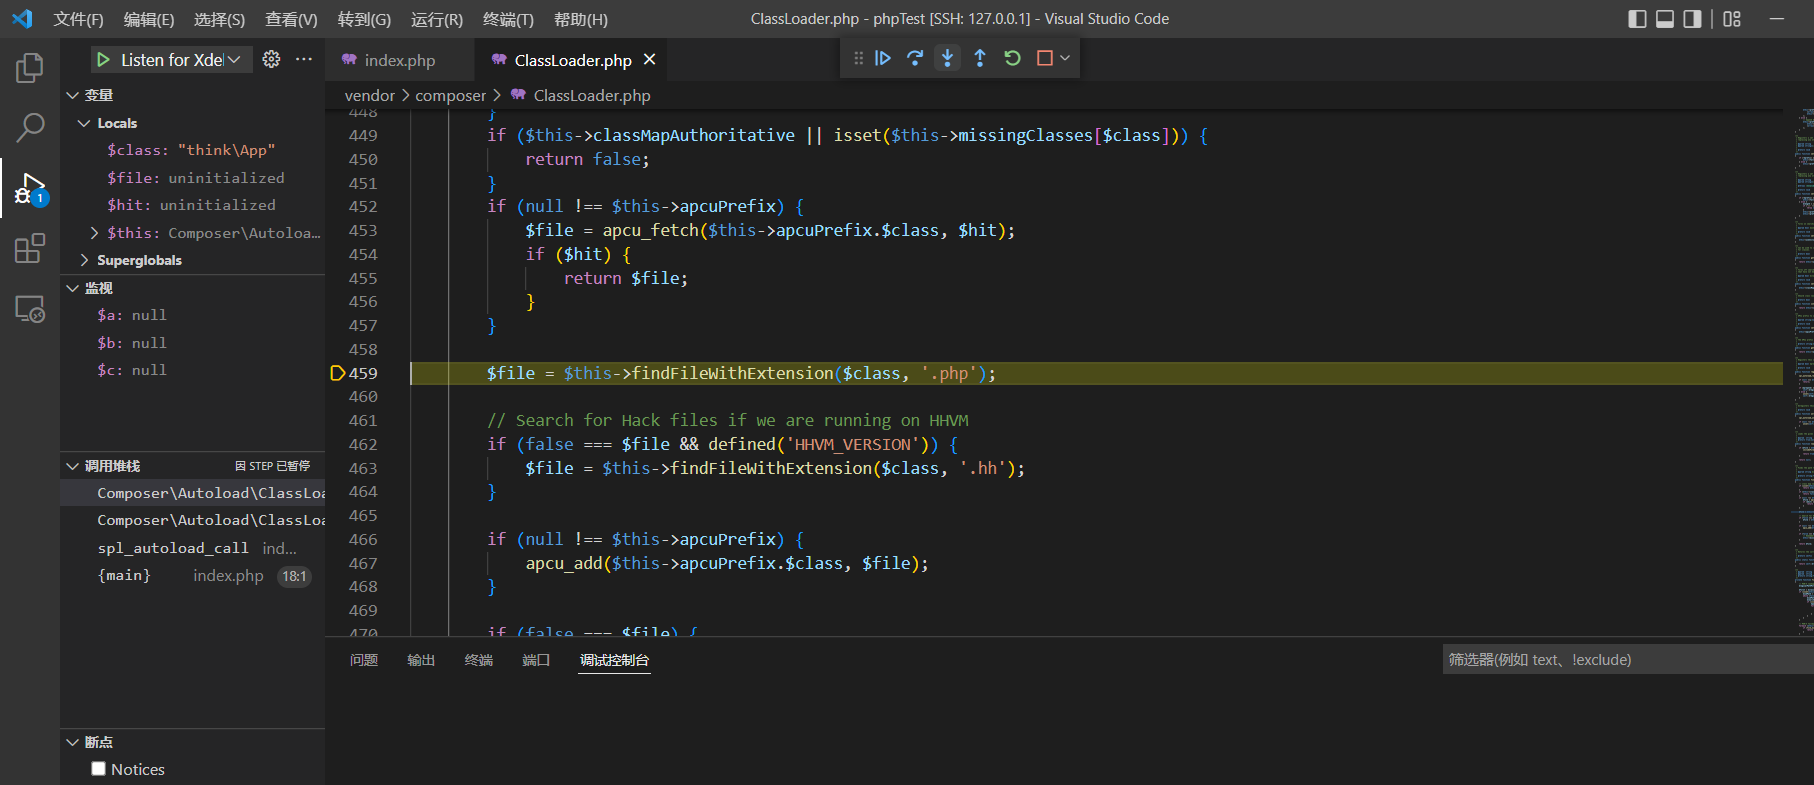 文件(F) 编辑(E) 选择(S) 查看(V) 转到(G) 运行(R) 终端(T) 帮助(H) ClassLoader.php - phpTest [SSH: 127.0.0.1] - Visual Studio Code
Listen for Xde
index.php
ClassLoader.php
变量
Locals
$class: "think\App"
$file: uninitialized
$hit: uninitialized
$this: Composer\Autoloa…
Superglobals
监视
$a: null
$b: null
$c: null
调用堆栈 因 STEP 已暂停
Composer\Autoload\ClassLoa
Composer\Autoload\ClassLoa
spl_autoload_call ind…
{main} index.php 18:1
断点
Notices
1
vendor > composer > ClassLoader.php
448 }
449 if ($this->classMapAuthoritative || isset($this->missingClasses[$class])) {
450 return false;
451 }
452 if (null !== $this->apcuPrefix) {
453 $file = apcu_fetch($this->apcuPrefix.$class, $hit);
454 if ($hit) {
455 return $file;
456 }
457 }
458
459 $file = $this->findFileWithExtension($class, '.php');
460
461 // Search for Hack files if we are running on HHVM
462 if (false === $file && defined('HHVM_VERSION')) {
463 $file = $this->findFileWithExtension($class, '.hh');
464 }
465
466 if (null !== $this->apcuPrefix) {
467 apcu_add($this->apcuPrefix.$class, $file);
468 }
469
470 if (false === $file) {
问题 输出 终端 端口 调试控制台 筛选器(例如 text、!exclude)